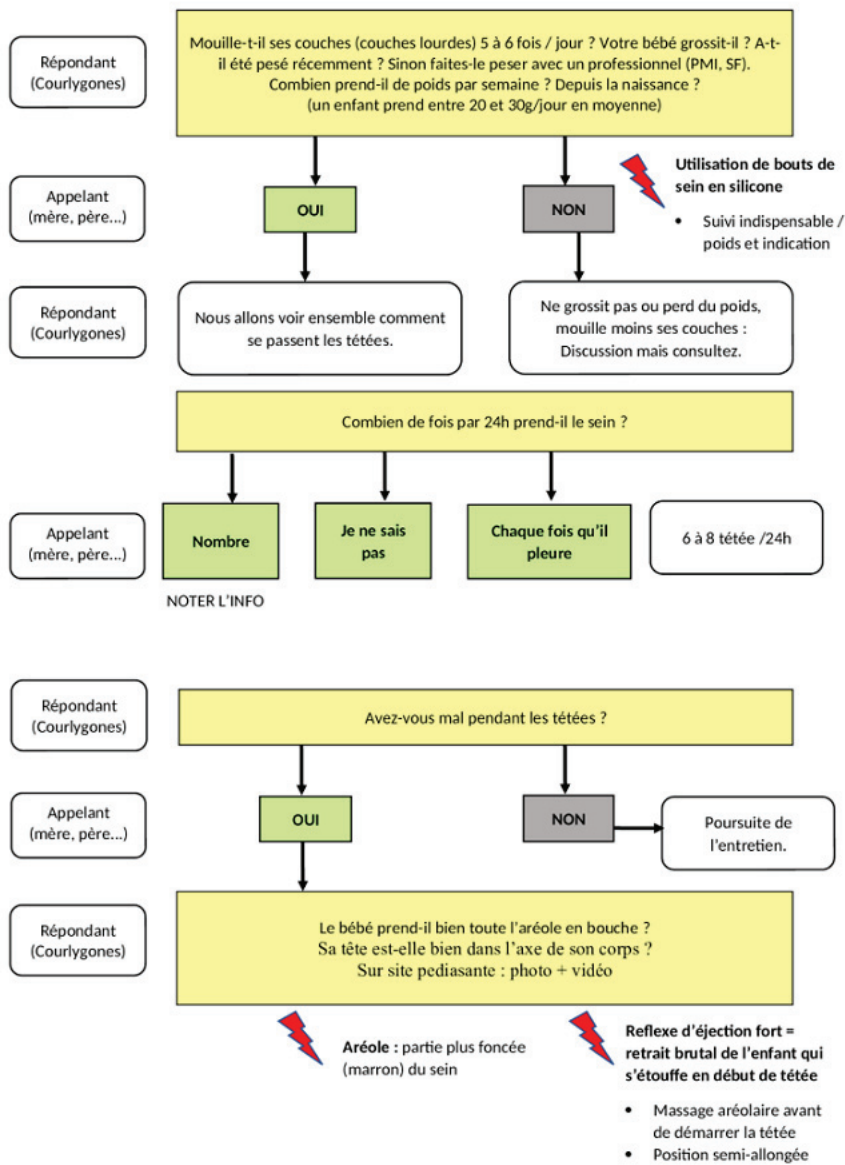 Répondant
(Courlygones)
Mouille-t-il ses couches (couches lourdes) 5 à 6 fois / jour ? Votre bébé grossit-il ? A-t-
il été pesé récemment ? Sinon faites-le peser avec un professionnel (PMI, SF).
Combien prend-il de poids par semaine ? Depuis la naissance ?
(un enfant prend entre 20 et 30g/jour en moyenne)
Appelant
(mère, père...)
OUI
NON
Utilisation de bouts de
sein en silicone
• Suivi indispensable /
poids et indication
Répondant
(Courlygones)
Nous allons voir ensemble comment
se passent les tétées.
Ne grossit pas ou perd du poids,
mouille moins ses couches :
Discussion mais consultez.
Combien de fois par 24h prend-il le sein ?
Appelant
(mère, père...)
Nombre
Je ne sais
pas
Chaque fois qu'il
pleure
6 à 8 tétée /24h
NOTER L'INFO
Répondant
(Courlygones)
Avez-vous mal pendant les tétées ?
Appelant
(mère, père...)
OUI
NON
Poursuite de
l'entretien.
Répondant
(Courlygones)
Le bébé prend-il bien toute l'aréole en bouche ?
Sa tête est-elle bien dans l'axe de son corps ?
Sur site pediasante : photo + vidéo
Aréole : partie plus foncée
(marron) du sein
Reflexe d'éjection fort =
retrait brutal de l'enfant qui
s'étouffe en début de tétée
• Massage aréolaire avant
de démarrer la tétée
• Position semi-allongée